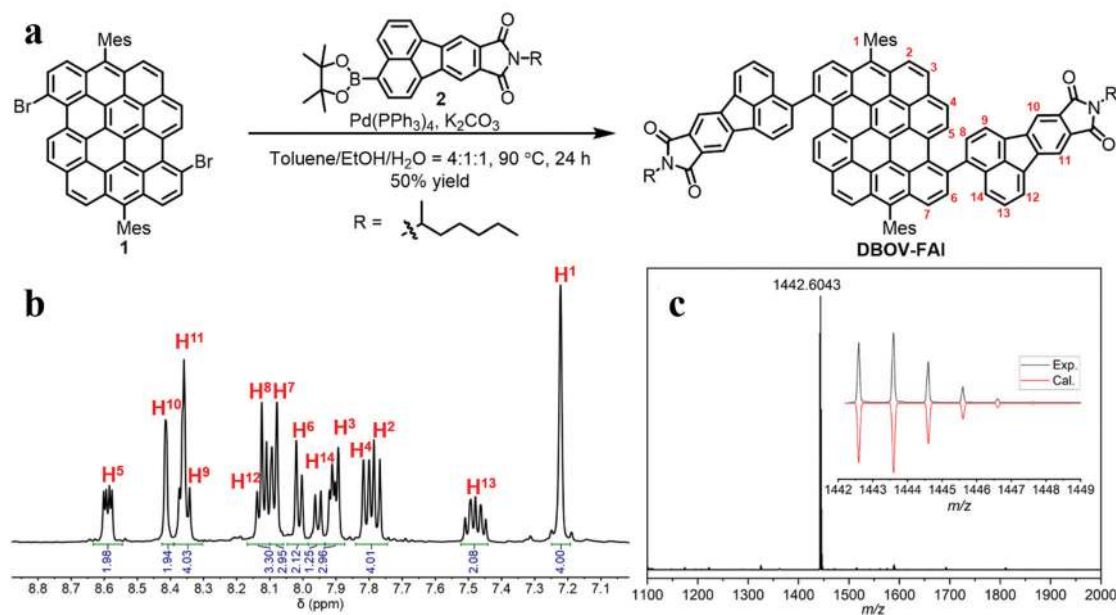 a
Mes
Br
Br
Mes
1
O
B
O
O
N
R
O
2
Pd(PPh₃)₄, K₂CO₃
Toluene/EtOH/H₂O = 4:1:1, 90 °C, 24 h
50% yield
R =
1 Mes
2
3
4
5
6
7
8
9
10
11
12
13
14
O
N
R
O
O
N
R
O
Mes
DBOV-FAI
b
H⁵
H¹⁰
H¹¹
H⁹
H¹²
H⁸
H⁷
H⁶
H¹⁴
H³
H⁴
H²
H¹³
H¹
1.98
1.94
4.03
3.30
2.95
2.12
1.25
2.96
4.01
2.08
4.00
8.8 8.7 8.6 8.5 8.4 8.3 8.2 8.1 8.0 7.9 7.8 7.7 7.6 7.5 7.4 7.3 7.2 7.1
δ (ppm)
c
1442.6043
Exp.
Cal.
1442 1443 1444 1445 1446 1447 1448 1449
m/z
1100 1200 1300 1400 1500 1600 1700 1800 1900 2000
m/z